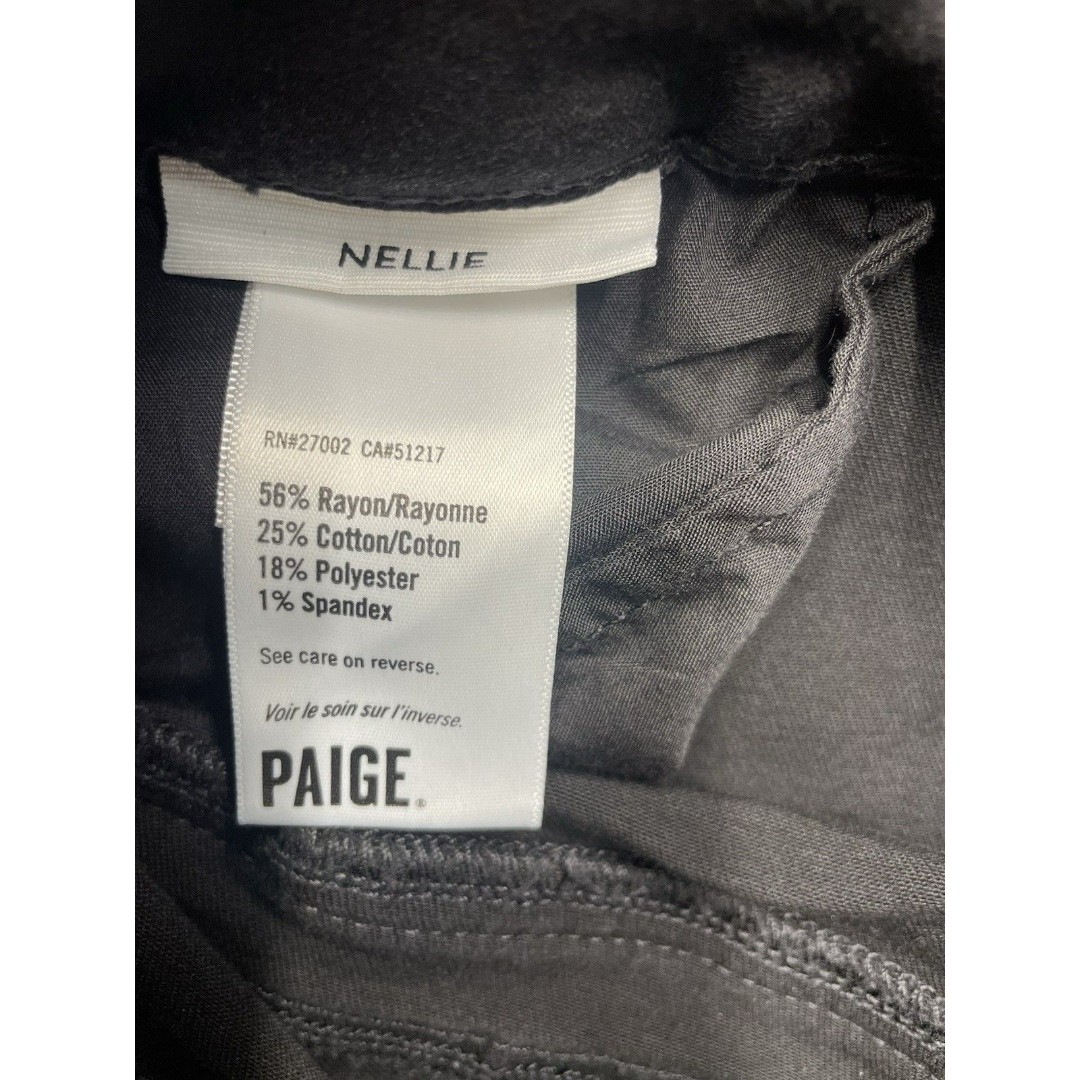 NELLIE
RN#27002 CA#51217
56% Rayon/Rayonne
25% Cotton/Coton
18% Polyester
1% Spandex
See care on reverse.
Voir le soin sur l'inverse.
PAIGE®